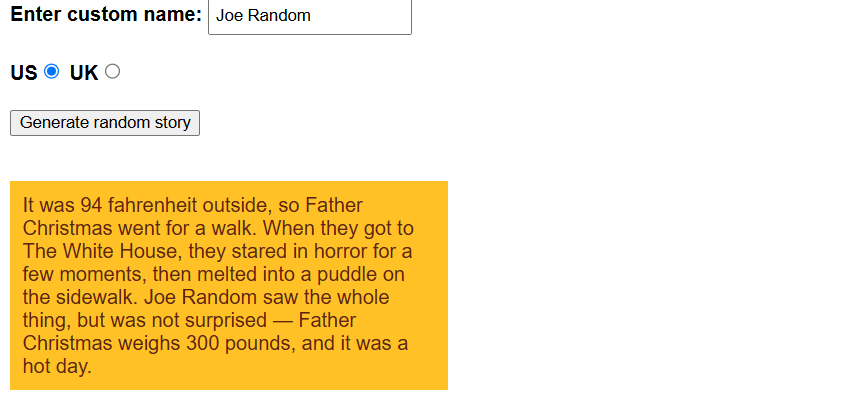 Enter custom name: Joe Random
US UK
Generate random story
It was 94 fahrenheit outside, so Father
Christmas went for a walk. When they got to
The White House, they stared in horror for a
few moments, then melted into a puddle on
the sidewalk. Joe Random saw the whole
thing, but was not surprised — Father
Christmas weighs 300 pounds, and it was a
hot day.